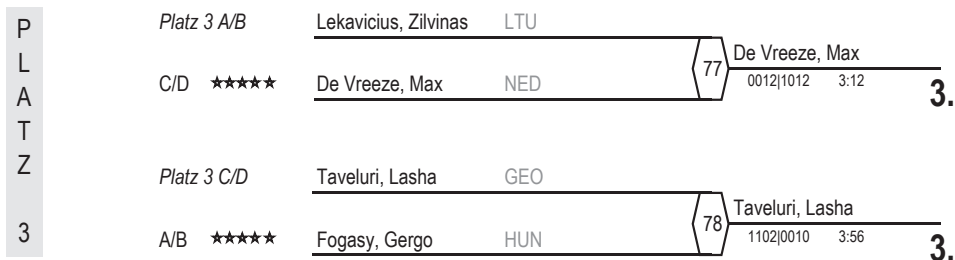 PLATZ 3
Platz 3 A/B Lekavicius, Zilvinas LTU
77 De Vreeze, Max
C/D ★★★★★ De Vreeze, Max NED
0012|1012 3:12
3.
Platz 3 C/D Taveluri, Lasha GEO
78 Taveluri, Lasha
A/B ★★★★★ Fogasy, Gergo HUN
1102|0010 3:56
3.